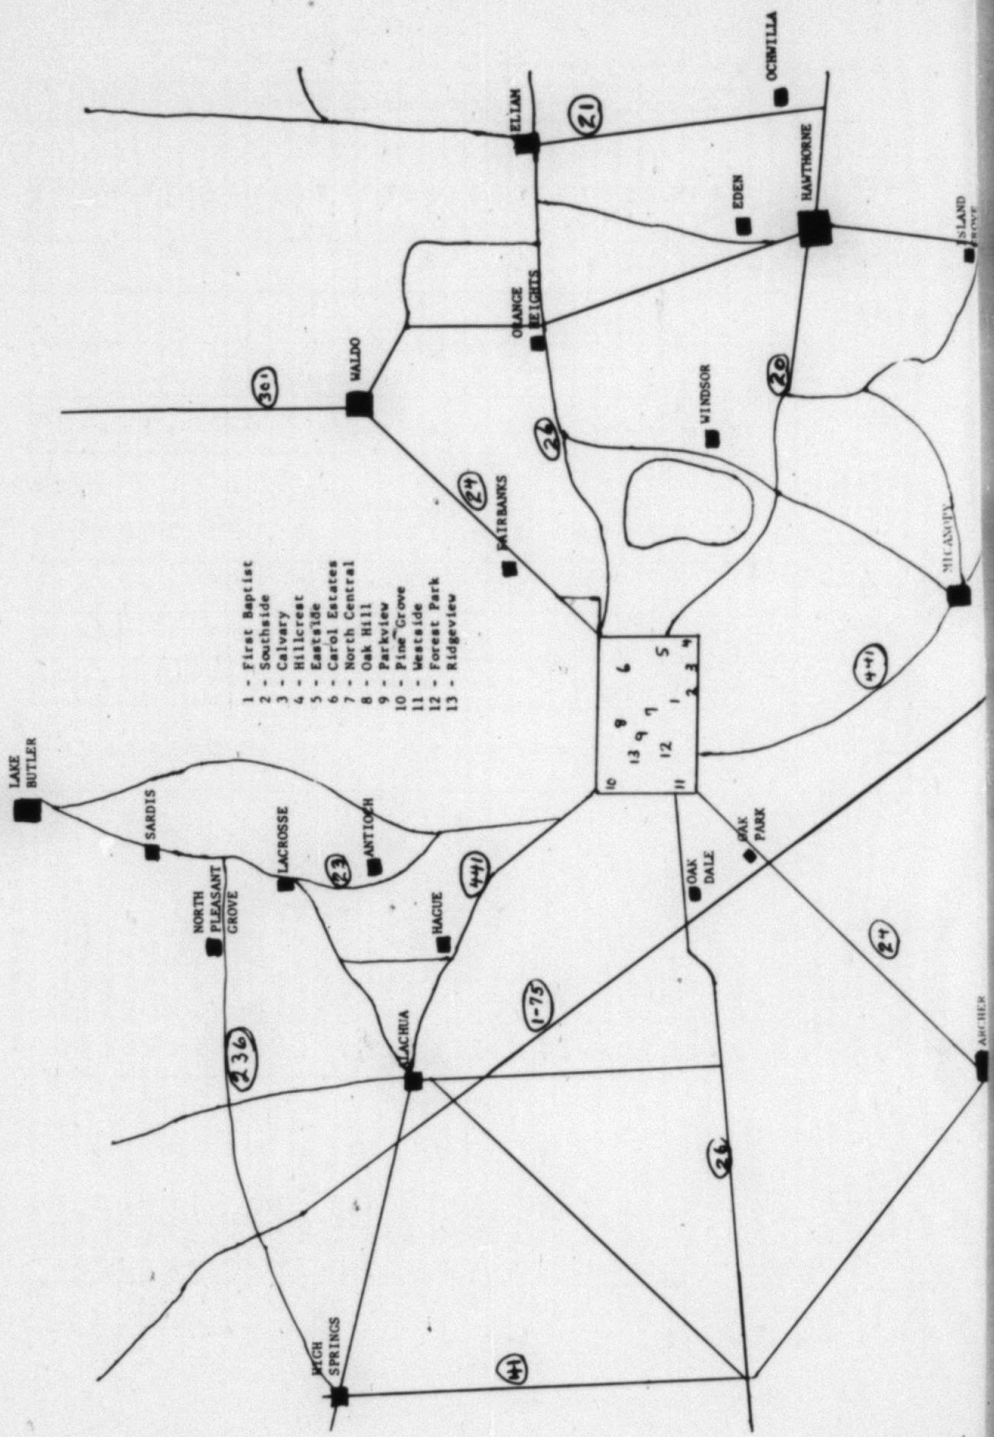 LAKE
BUTLER
SARDIS
NORTH
PLEASANT
GROVE
LACROSSE
23
ANTIOCH
236
HAGUE
441
ALACHUA
HIGH
SPRINGS
I-75
41
26
OAK
DALE
OAK
PARK
24
ARCHER
1 - First Baptist
2 - Southside
3 - Calvary
4 - Hillcrest
5 - Eastside
6 - Carol Estates
7 - North Central
8 - Oak Hill
9 - Parkview
10 - Pine Grove
11 - Westside
12 - Forest Park
13 - Ridgeview
301
WALDO
24
FAIRBANKS
26
ORANGE
HEIGHTS
ELIAM
21
OCHWILLA
EDEN
HAWTHORNE
ISLAND
GROVE
WINDSOR
20
MICANOPY
441
10
13
8
9
6
7
12
5
11
1
2
3
4